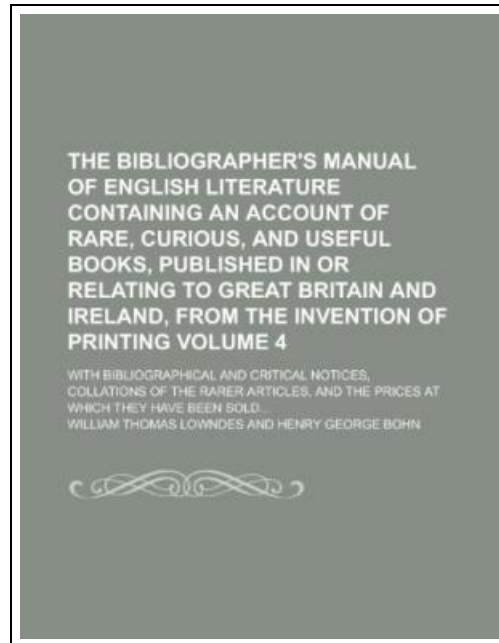 THE BIBLIOGRAPHER'S MANUAL
OF ENGLISH LITERATURE
CONTAINING AN ACCOUNT OF
RARE, CURIOUS, AND USEFUL
BOOKS, PUBLISHED IN OR
RELATING TO GREAT BRITAIN AND
IRELAND, FROM THE INVENTION OF
PRINTING VOLUME 4
WITH BIBLIOGRAPHICAL AND CRITICAL NOTICES,
COLLATIONS OF THE RARER ARTICLES, AND THE PRICES AT
WHICH THEY HAVE BEEN SOLD...
WILLIAM THOMAS LOWNDES AND HENRY GEORGE BOHN